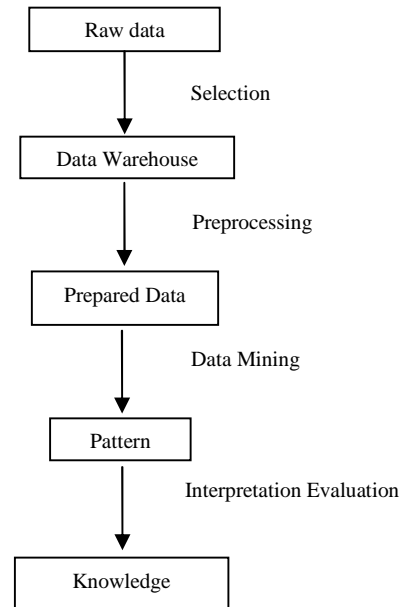 Raw data
Selection
Data Warehouse
Preprocessing
Prepared Data
Data Mining
Pattern
Interpretation Evaluation
Knowledge